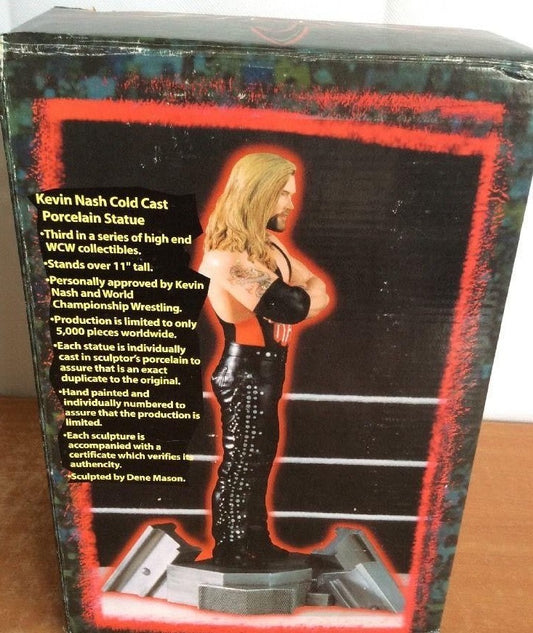 Kevin Nash Cold Cast
Porcelain Statue
•Third in a series of high end
WCW collectibles.
•Stands over 11" tall.
•Personally approved by Kevin
Nash and World
Championship Wrestling.
•Production is limited to only
5,000 pieces worldwide.
•Each statue is individually
cast in sculptor's porcelain to
assure that is an exact
duplicate to the original.
•Hand painted and
individually numbered to
assure that the production is
limited.
•Each sculpture is
accompanied with a
certificate which verifies its
authencity.
•Sculpted by Dene Mason.